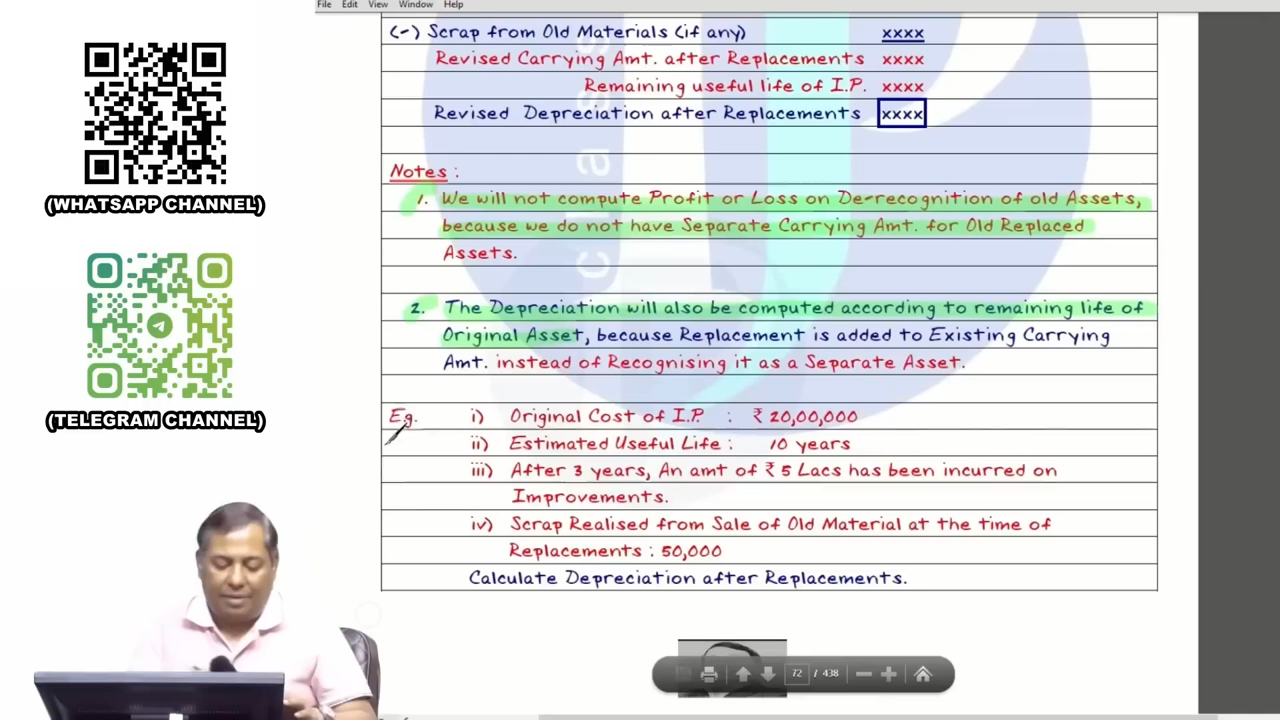 File Edit View Window Help
(-) Scrap from Old Materials (if any) xxxx
Revised Carrying Amt. after Replacements xxxx
Remaining useful life of I.P. xxxx
Revised Depreciation after Replacements xxxx
Notes :
1. We will not compute Profit or Loss on De-recognition of old Assets,
because we do not have Separate Carrying Amt. for Old Replaced
Assets.
2. The Depreciation will also be computed according to remaining life of
Original Asset, because Replacement is added to Existing Carrying
Amt. instead of Recognising it as a Separate Asset.
Eg. i) Original Cost of I.P. : ₹ 20,00,000
ii) Estimated Useful Life : 10 years
iii) After 3 years, An amt of ₹ 5 Lacs has been incurred on
Improvements.
iv) Scrap Realised from Sale of Old Material at the time of
Replacements : 50,000
Calculate Depreciation after Replacements.
(WHATSAPP CHANNEL)
(TELEGRAM CHANNEL)
class
72 / 438